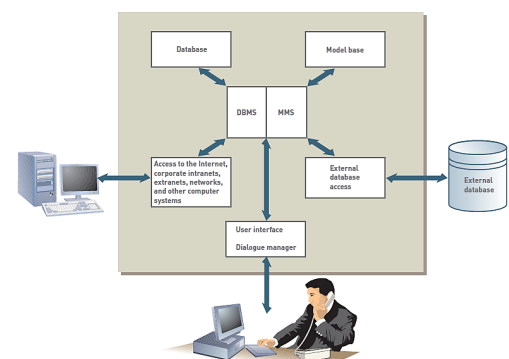 Database
Model base
DBMS
MMS
Access to the Internet,
corporate intranets,
extranets, networks,
and other computer
systems
External
database
access
External
database
User interface
Dialogue manager